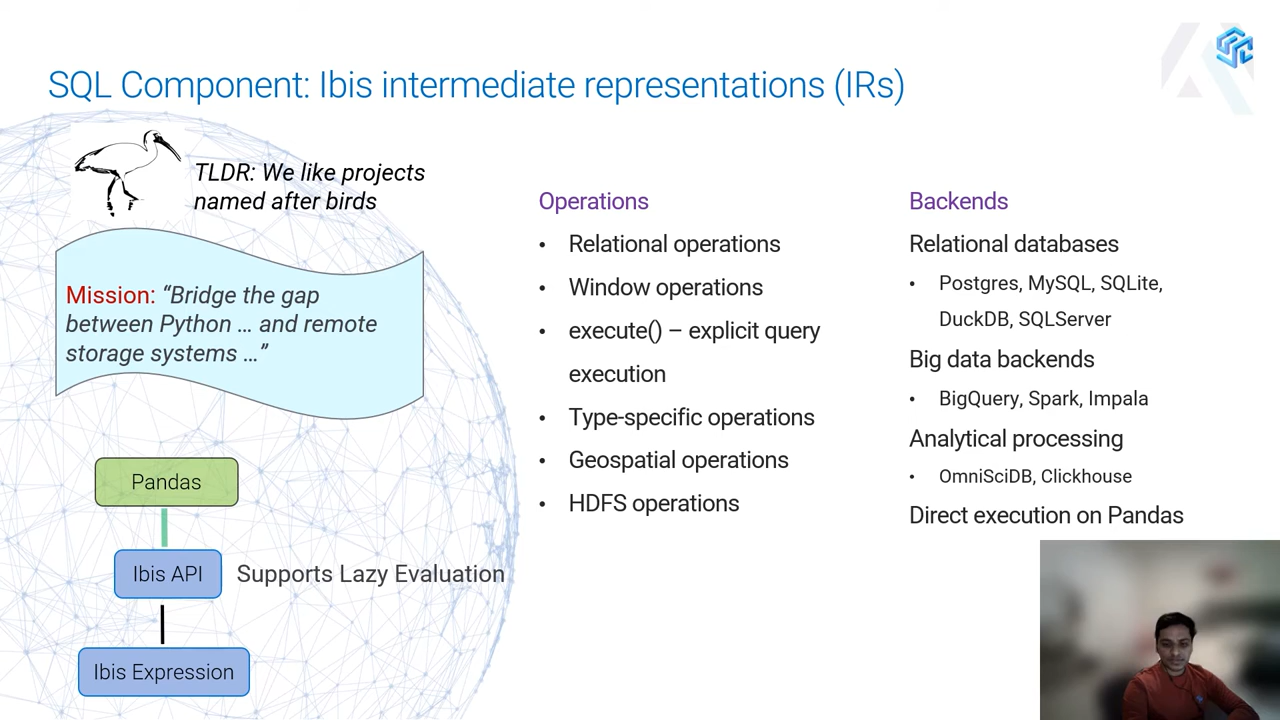 SQL Component: Ibis intermediate representations (IRs)
TLDR: We like projects
named after birds
Mission: “Bridge the gap
between Python ... and remote
storage systems ...”
Pandas
Ibis API
Supports Lazy Evaluation
Ibis Expression
Operations
• Relational operations
• Window operations
• execute() – explicit query
execution
• Type-specific operations
• Geospatial operations
• HDFS operations
Backends
Relational databases
• Postgres, MySQL, SQLite,
DuckDB, SQLServer
Big data backends
• BigQuery, Spark, Impala
Analytical processing
• OmniSciDB, Clickhouse
Direct execution on Pandas